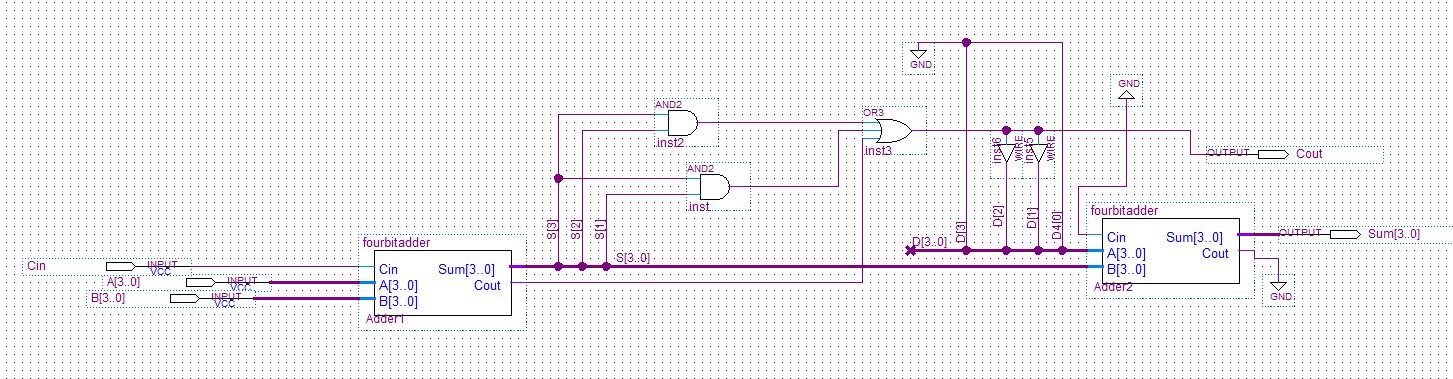 GND
GND
AND2
inst2
OR3
inst3
inst6
WIRE
inst5
WIRE
OUTPUT
Cout
AND2
inst
S[3]
S[2]
S[1]
D[3]
D[2]
D[1]
D4[0]
fourbitadder
Cin
Sum[3..0]
A[3..0]
Cout
B[3..0]
Adder2
OUTPUT
Sum[3..0]
D[3..0]
S[3..0]
fourbitadder
Cin
Sum[3..0]
A[3..0]
Cout
B[3..0]
Adder1
Cin
INPUT
VCC
A[3..0]
INPUT
VCC
B[3..0]
INPUT
VCC
GND